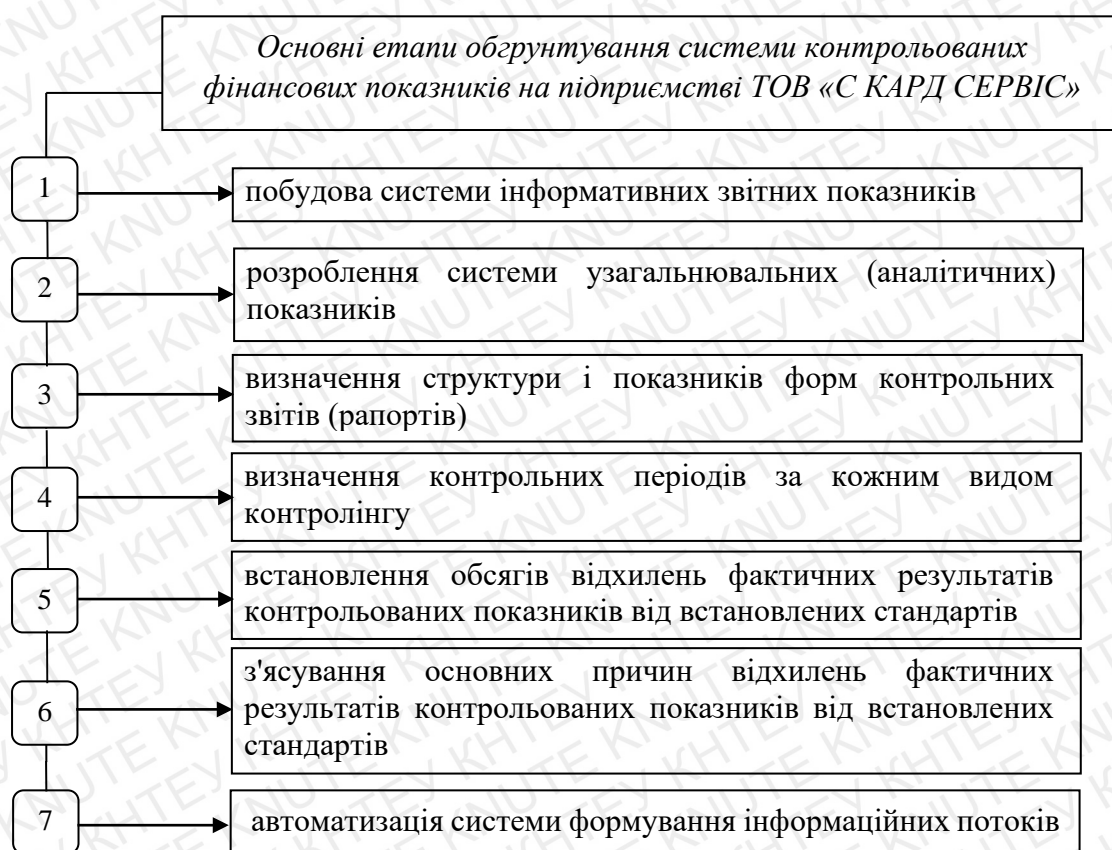 Основні етапи обгрунтування системи контрольованих
фінансових показників на підприємстві ТОВ «С КАРД СЕРВІС»
1
побудова системи інформативних звітних показників
2
розроблення системи узагальнювальних (аналітичних)
показників
3
визначення структури і показників форм контрольних
звітів (рапортів)
4
визначення контрольних періодів за кожним видом
контролінгу
5
встановлення обсягів відхилень фактичних результатів
контрольованих показників від встановлених стандартів
6
з'ясування основних причин відхилень фактичних
результатів контрольованих показників від встановлених
стандартів
7
автоматизація системи формування інформаційних потоків